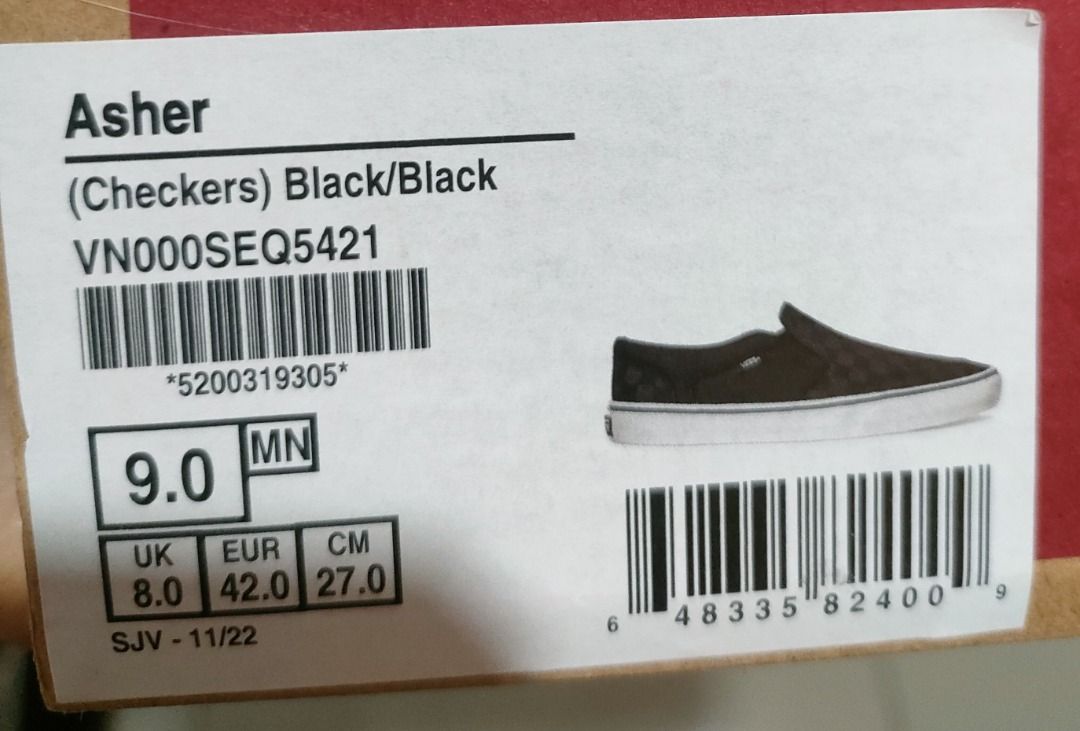 Asher
(Checkers) Black/Black
VN000SEQ5421
*5200319305*
9.0 MN
UK EUR CM
8.0 42.0 27.0
SJV - 11/22
VANS
6 48335 82400 9